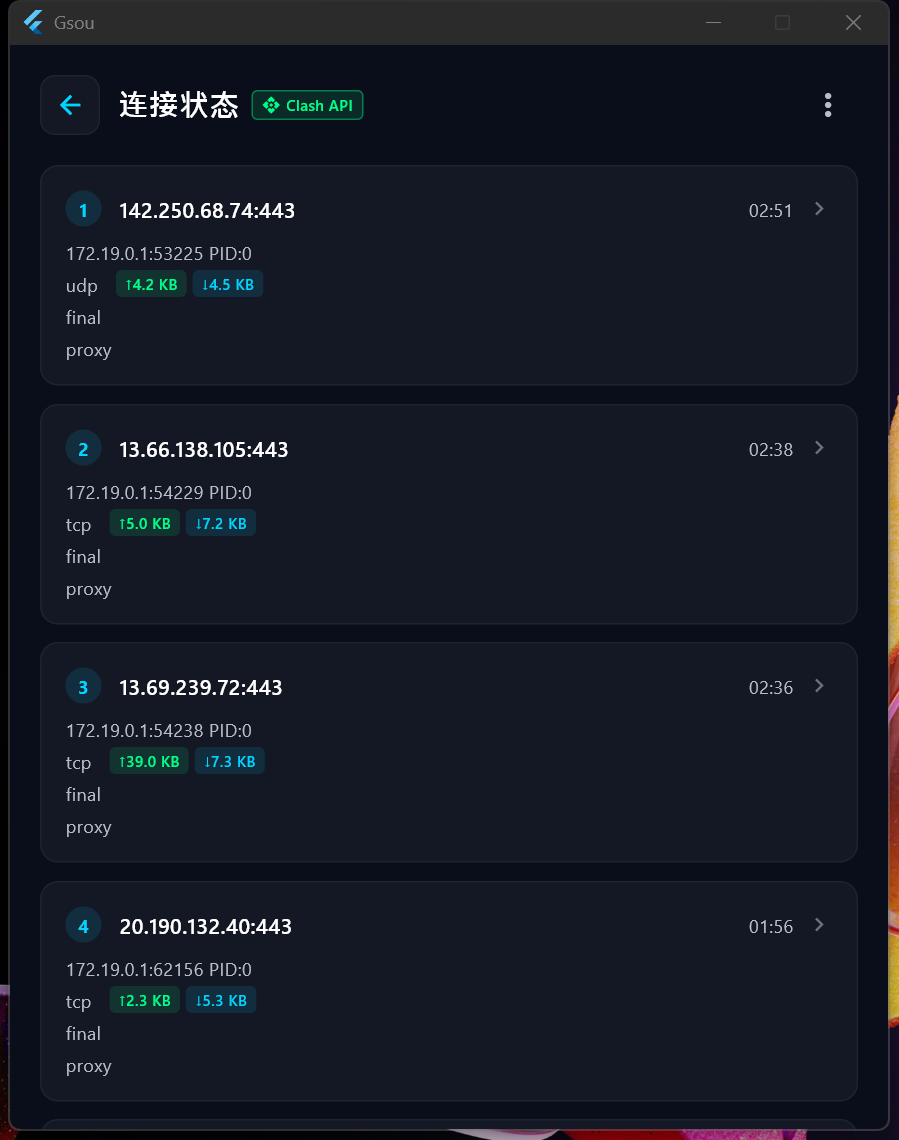 Gsou
连接状态 Clash API
1 142.250.68.74:443 02:51
172.19.0.1:53225 PID:0
udp ↑4.2 KB ↓4.5 KB
final
proxy
2 13.66.138.105:443 02:38
172.19.0.1:54229 PID:0
tcp ↑5.0 KB ↓7.2 KB
final
proxy
3 13.69.239.72:443 02:36
172.19.0.1:54238 PID:0
tcp ↑39.0 KB ↓7.3 KB
final
proxy
4 20.190.132.40:443 01:56
172.19.0.1:62156 PID:0
tcp ↑2.3 KB ↓5.3 KB
final
proxy